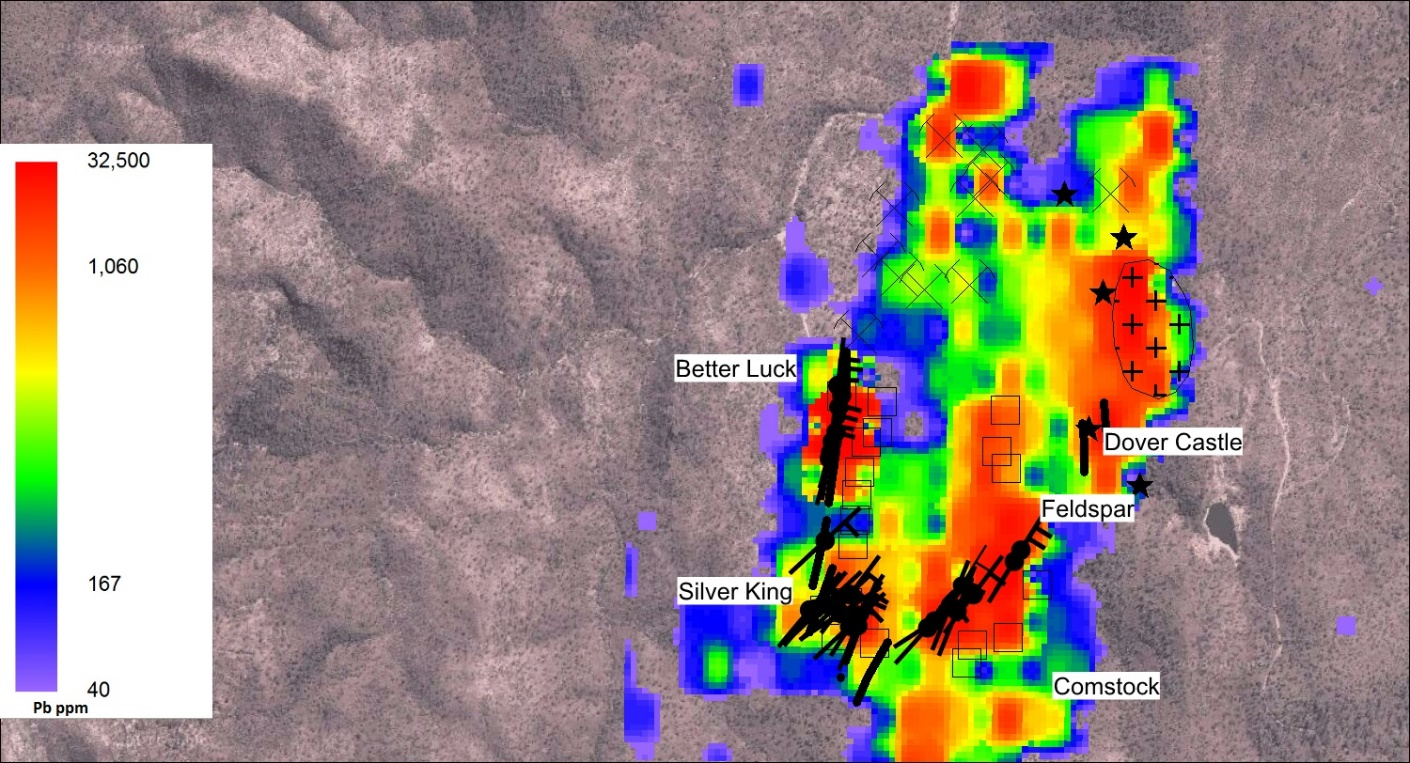 32,500
1,060
167
40
Pb ppm
Better Luck
Dover Castle
Feldspar
Silver King
Comstock